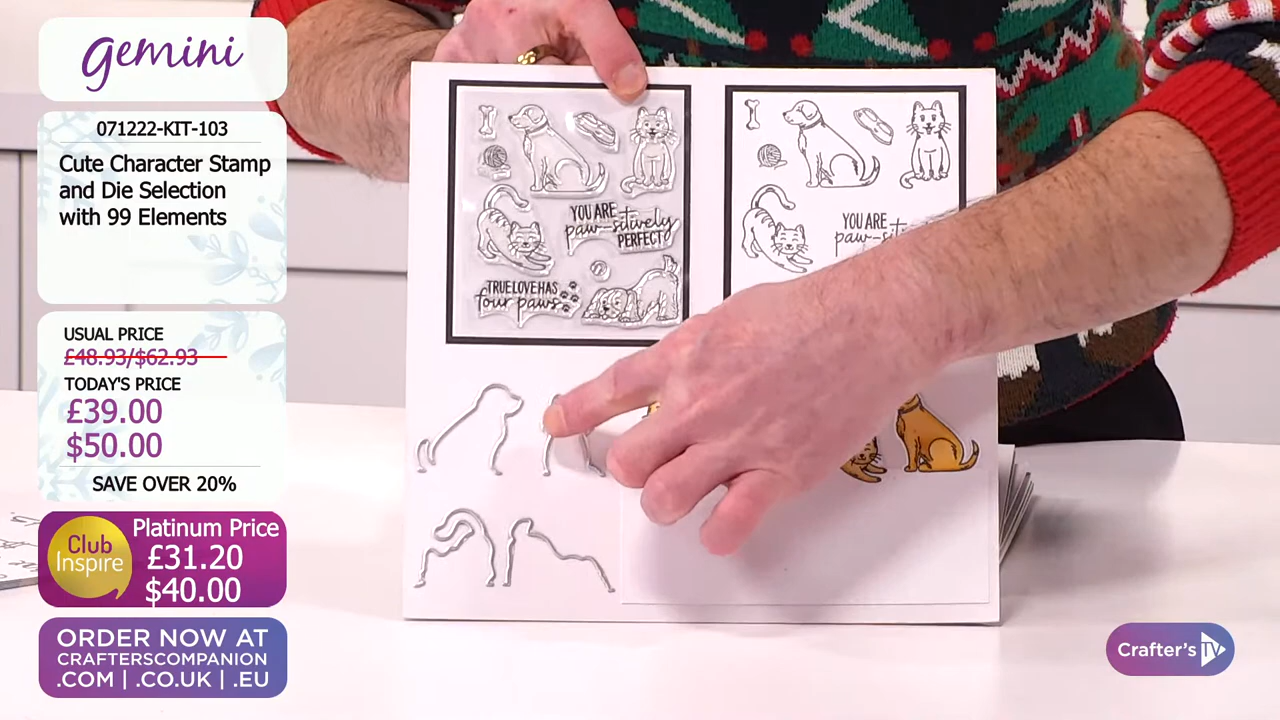 gemini
071222-KIT-103
Cute Character Stamp
and Die Selection
with 99 Elements
USUAL PRICE
£48.93/$62.93
TODAY'S PRICE
£39.00
$50.00
SAVE OVER 20%
Club
Inspire
Platinum Price
£31.20
$40.00
ORDER NOW AT
CRAFTERSCOMPANION
.COM | .CO.UK | .EU
YOU ARE
paw-sitively
PERFECT
TRUE LOVE HAS
four paws
YOU ARE
Crafter's TV